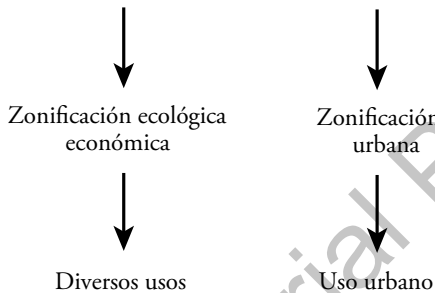 Zonificación ecológica
económica
Zonificación
urbana
Diversos usos
Uso urbano